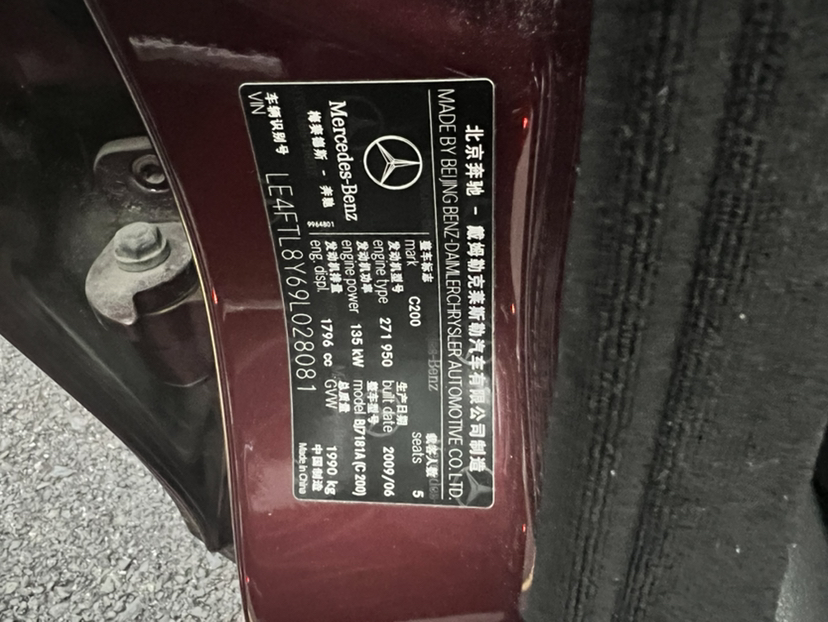 北京奔驰 - 戴姆勒克莱斯勒汽车有限公司制造
MADE BY BEIJING BENZ-DAIMLERCHRYSLER AUTOMOTIVE CO. LTD.
Mercedes-Benz
梅赛德斯 - 奔驰
9964801
整车标志
mark C200
乘客人数
seats 5
发动机型号
engine type 271 950
生产日期
built date 2009/06
发动机功率
engine power 135 kW
整车型号
model BJ7181A(C 200)
发动机排量
eng. displ. 1796 cc
总质量
GVW 1990 kg
车辆识别号
VIN LE4FTL8Y69L028081
中国制造
Made in China